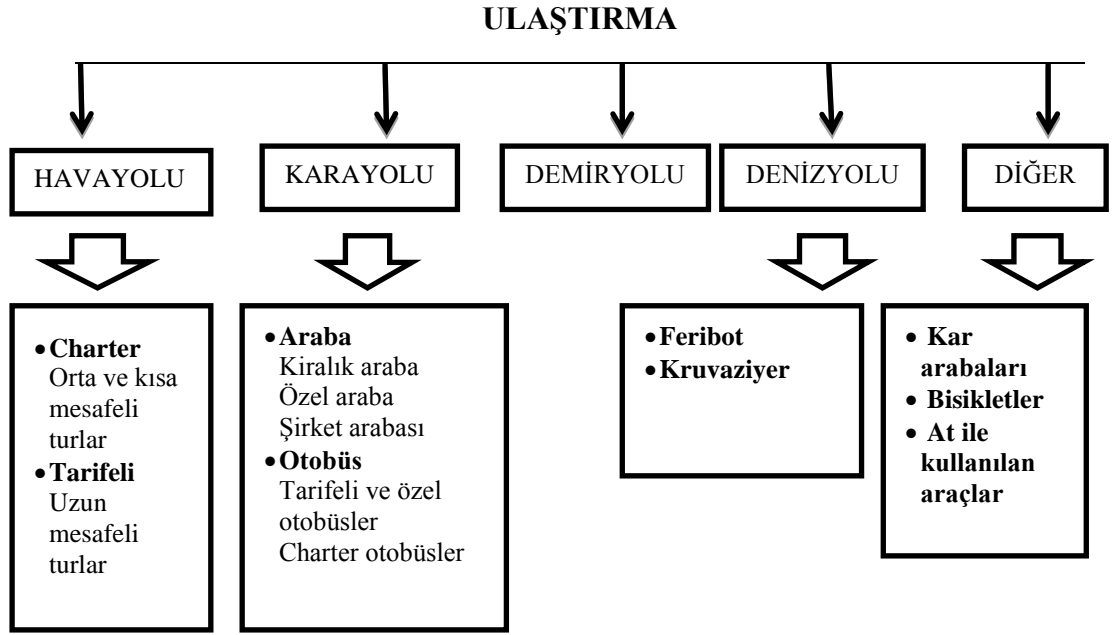 ULAŞTIRMA
HAVAYOLU
KARAYOLU
DEMİRYOLU
DENİZYOLU
DİĞER
• Charter
Orta ve kısa
mesafeli
turlar
• Tarifeli
Uzun
mesafeli
turlar
• Araba
Kiralık araba
Özel araba
Şirket arabası
• Otobüs
Tarifeli ve özel
otobüsler
Charter otobüsler
• Feribot
• Kruvaziyer
• Kar
arabaları
• Bisikletler
• At ile
kullanılan
araçlar